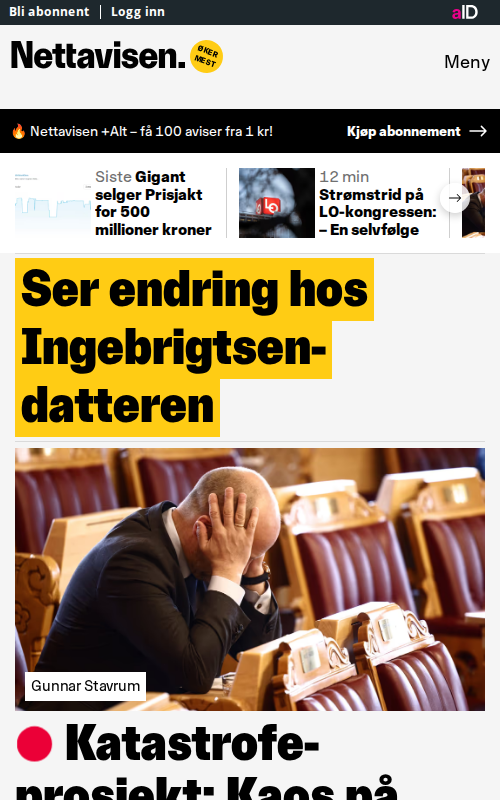 Bli abonnent
Logg inn
aID
Nettavisen.
ØKER
MEST
Meny
🔥 Nettavisen +Alt – få 100 aviser fra 1 kr!
Kjøp abonnement
Siste Gigant
selger Prisjakt
for 500
millioner kroner
12 min
Strømstrid på
LO-kongressen:
– En selvfølge
LO
Ser endring hos
Ingebrigtsen-
datteren
Gunnar Stavrum
Katastrofe-
prosjekt: Kaos på